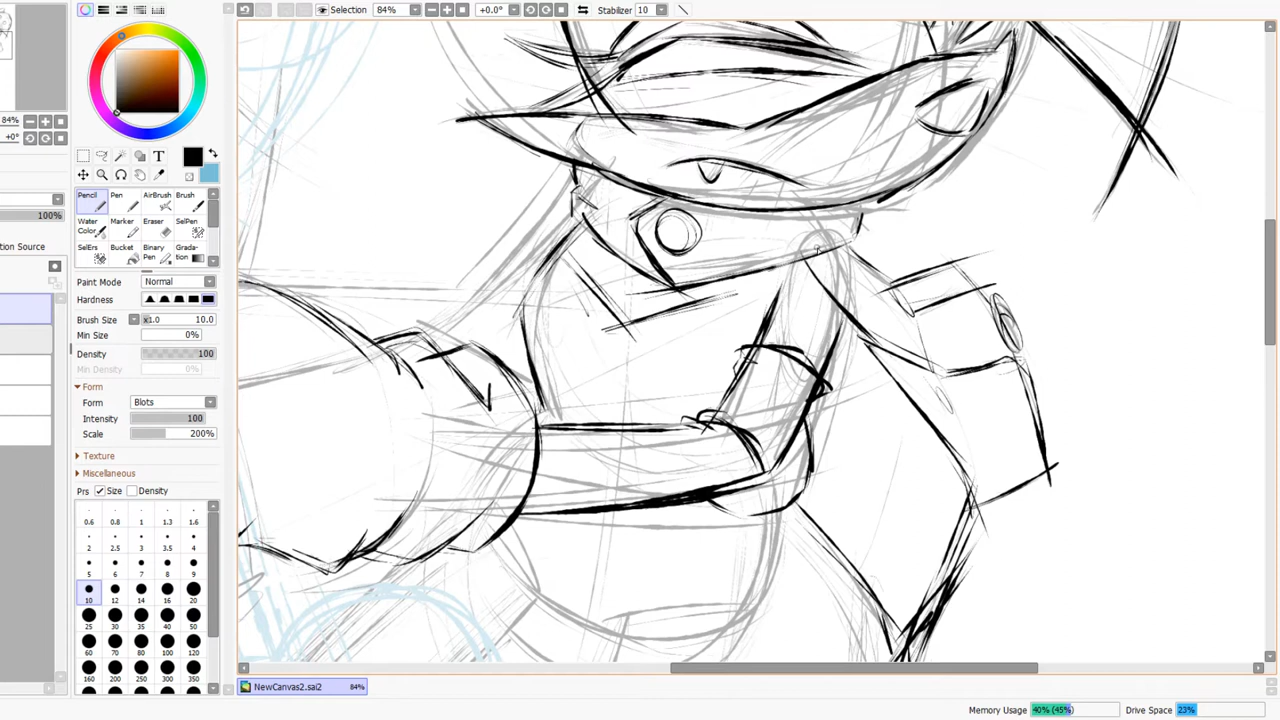 Selection 84% +0.0° Stabilizer 10
84%
+0°
T
Pencil Pen AirBrush Brush
100%
Water Color Marker Eraser SelPen
SelErs Bucket Binary Pen Grada- tion
ion Source
Paint Mode Normal
Hardness
Brush Size x1.0 10.0
Min Size 0%
Density 100
Min Density 0%
Form
Form Blots
Intensity 100
Scale 200%
Texture
Miscellaneous
Prs Size Density
0.6 0.8 1 1.3 1.6
2 2.5 3 3.5 4
5 6 7 8 9
10 12 14 16 20
25 30 35 40 50
60 70 80 100 120
160 200 250 300 350
NewCanvas2.sai2 84%
Memory Usage 40% (45%) Drive Space 23%